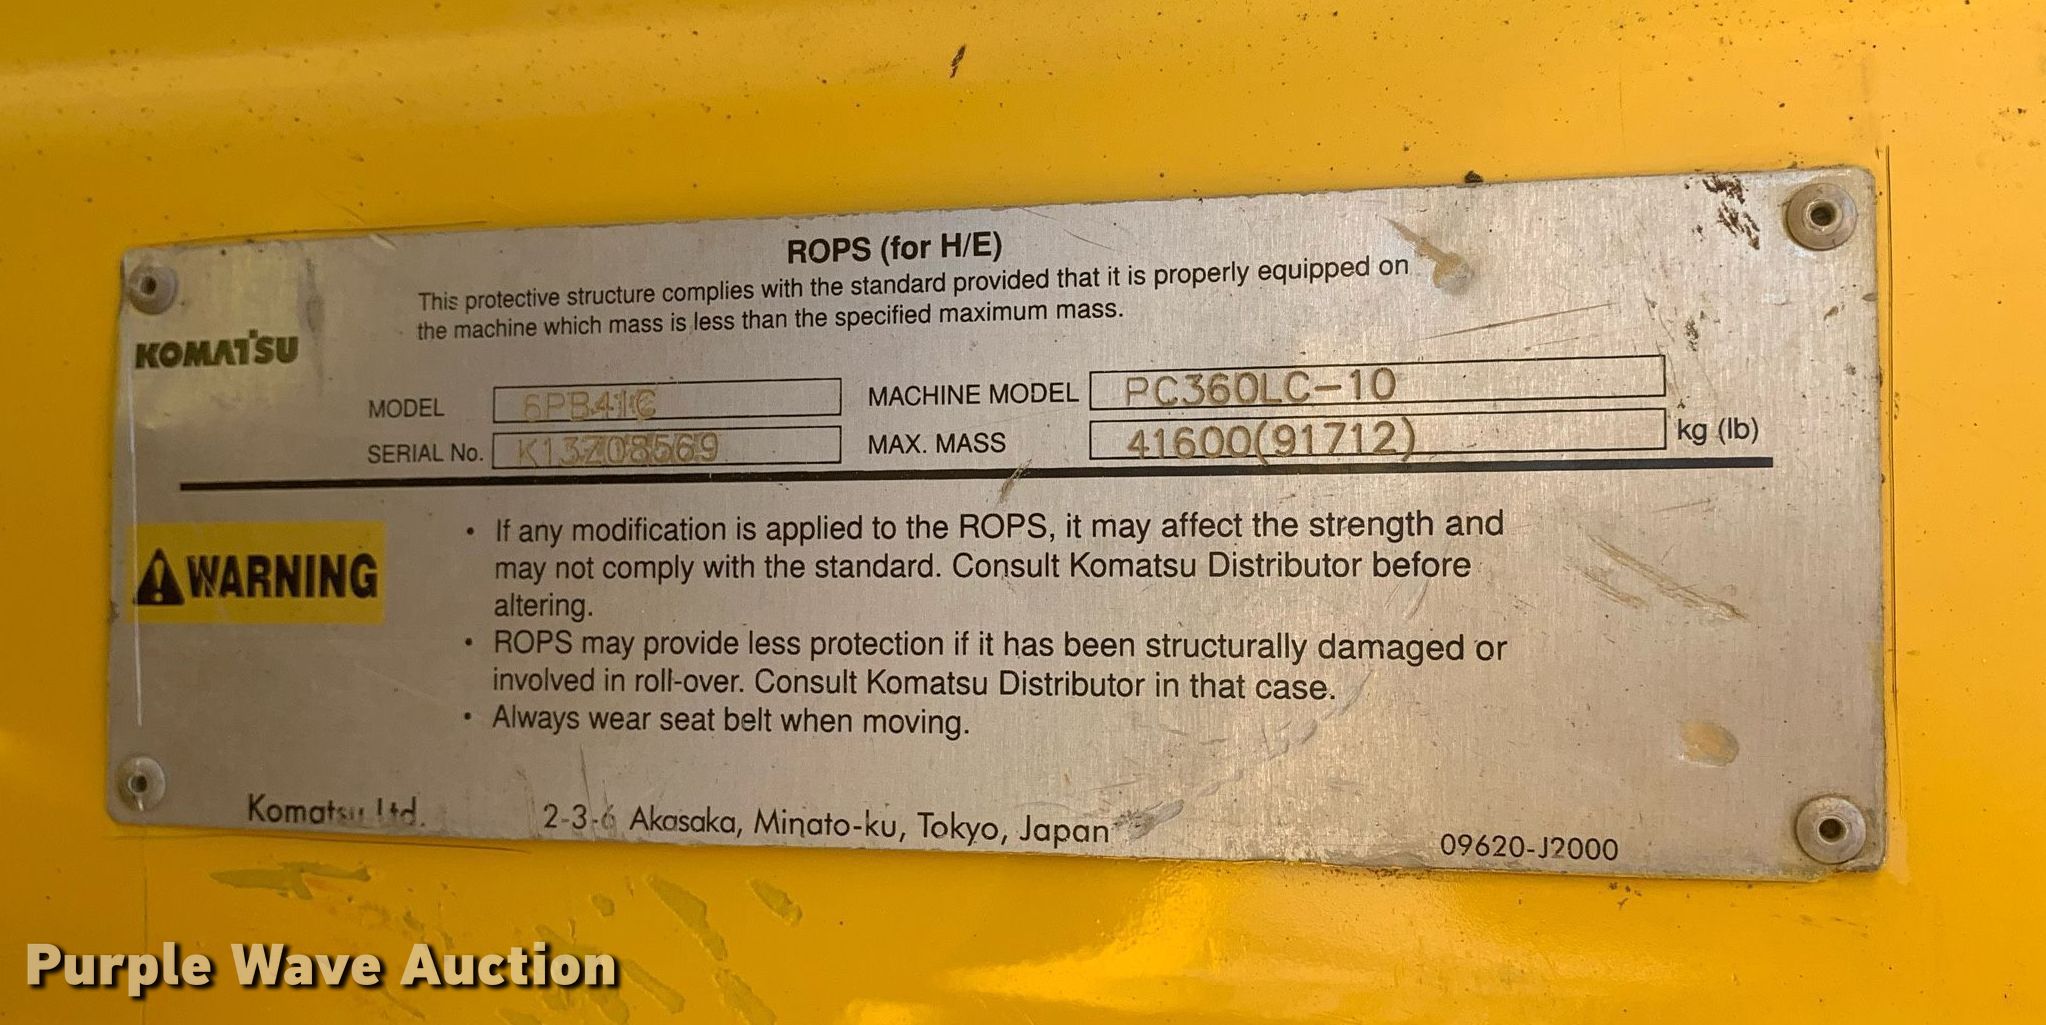 ROPS (for H/E)
This protective structure complies with the standard provided that it is properly equipped on
the machine which mass is less than the specified maximum mass.
KOMATSU
MODEL 6PB41C MACHINE MODEL PC360LC-10
SERIAL No. K13Z08569 MAX. MASS 41600(91712) kg (lb)
WARNING
• If any modification is applied to the ROPS, it may affect the strength and
may not comply with the standard. Consult Komatsu Distributor before
altering.
• ROPS may provide less protection if it has been structurally damaged or
involved in roll-over. Consult Komatsu Distributor in that case.
• Always wear seat belt when moving.
Komatsu Ltd. 2-3-6 Akasaka, Minato-ku, Tokyo, Japan
09620-J2000
Purple Wave Auction